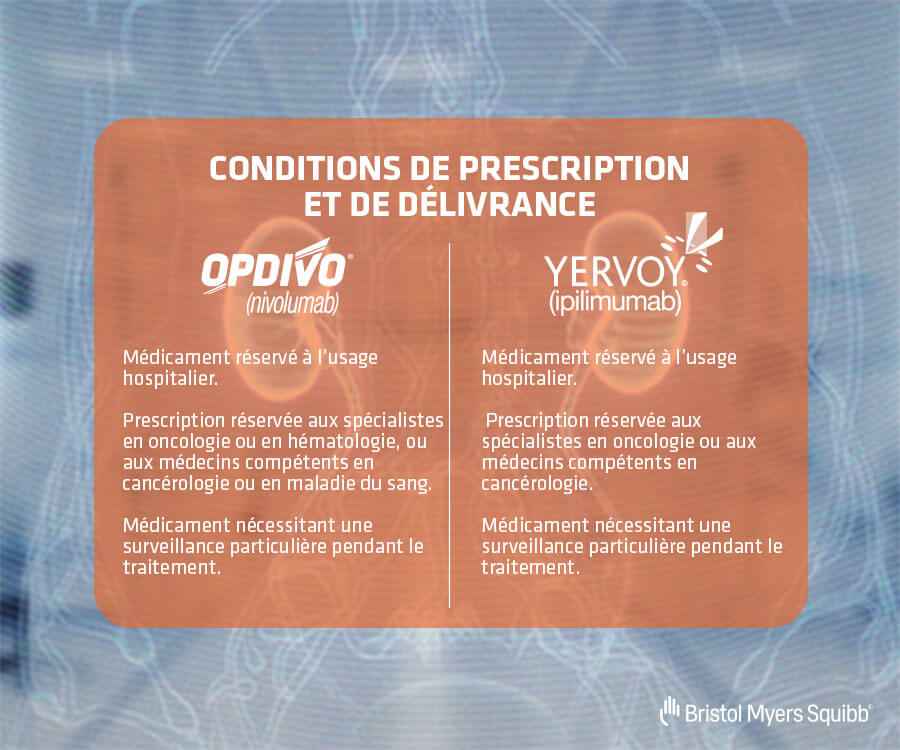 CONDITIONS DE PRESCRIPTION
ET DE DÉLIVRANCE
OPDIVO®
(nivolumab)
Médicament réservé à l'usage
hospitalier.
Prescription réservée aux spécialistes
en oncologie ou en hématologie, ou
aux médecins compétents en
cancérologie ou en maladie du sang.
Médicament nécessitant une
surveillance particulière pendant le
traitement.
YERVOY®
(ipilimumab)
Médicament réservé à l'usage
hospitalier.
Prescription réservée aux
spécialistes en oncologie ou aux
médecins compétents en
cancérologie.
Médicament nécessitant une
surveillance particulière pendant le
traitement.
Bristol Myers Squibb®